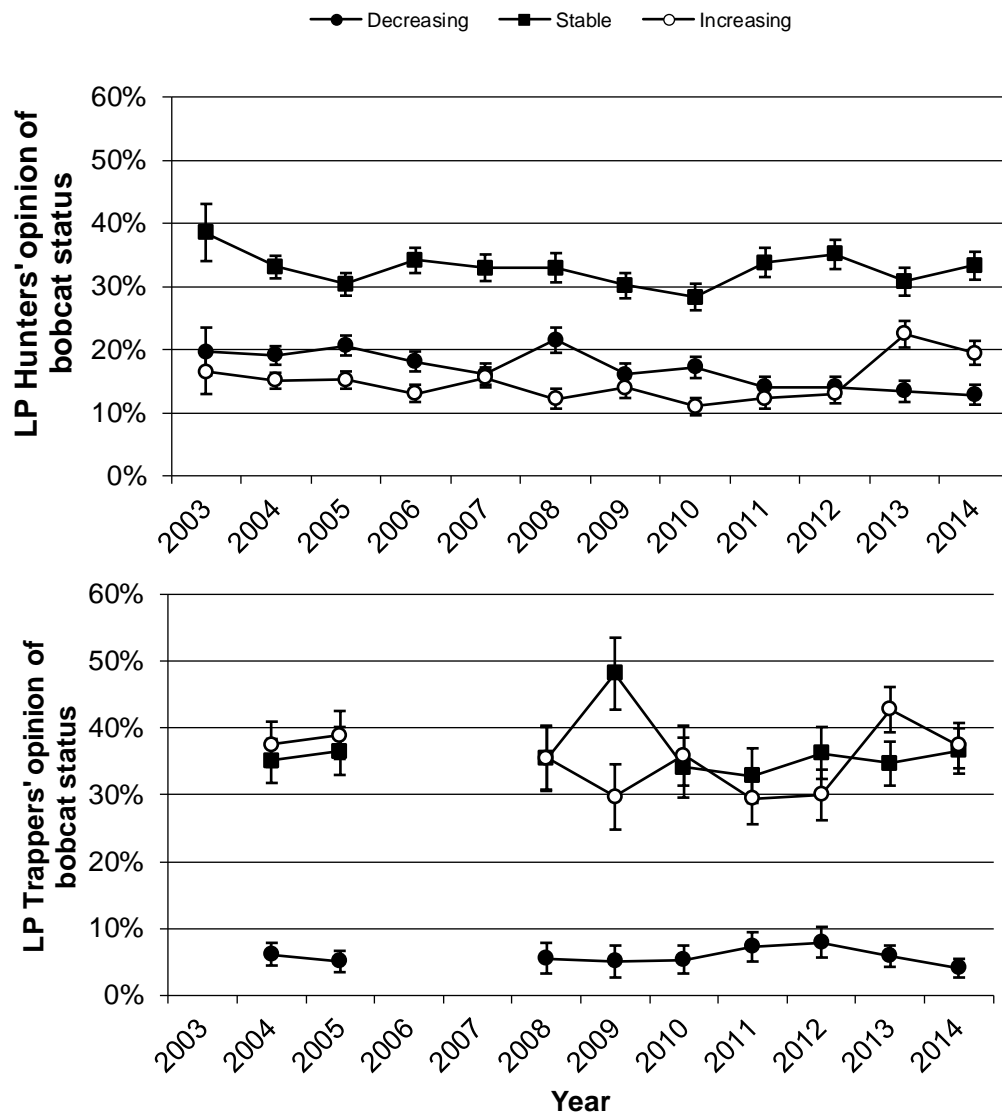 Decreasing Stable Increasing
LP Hunters' opinion of
bobcat status
60%
50%
40%
30%
20%
10%
0%
2003 2004 2005 2006 2007 2008 2009 2010 2011 2012 2013 2014
LP Trappers' opinion of
bobcat status
60%
50%
40%
30%
20%
10%
0%
2003 2004 2005 2006 2007 2008 2009 2010 2011 2012 2013 2014
Year